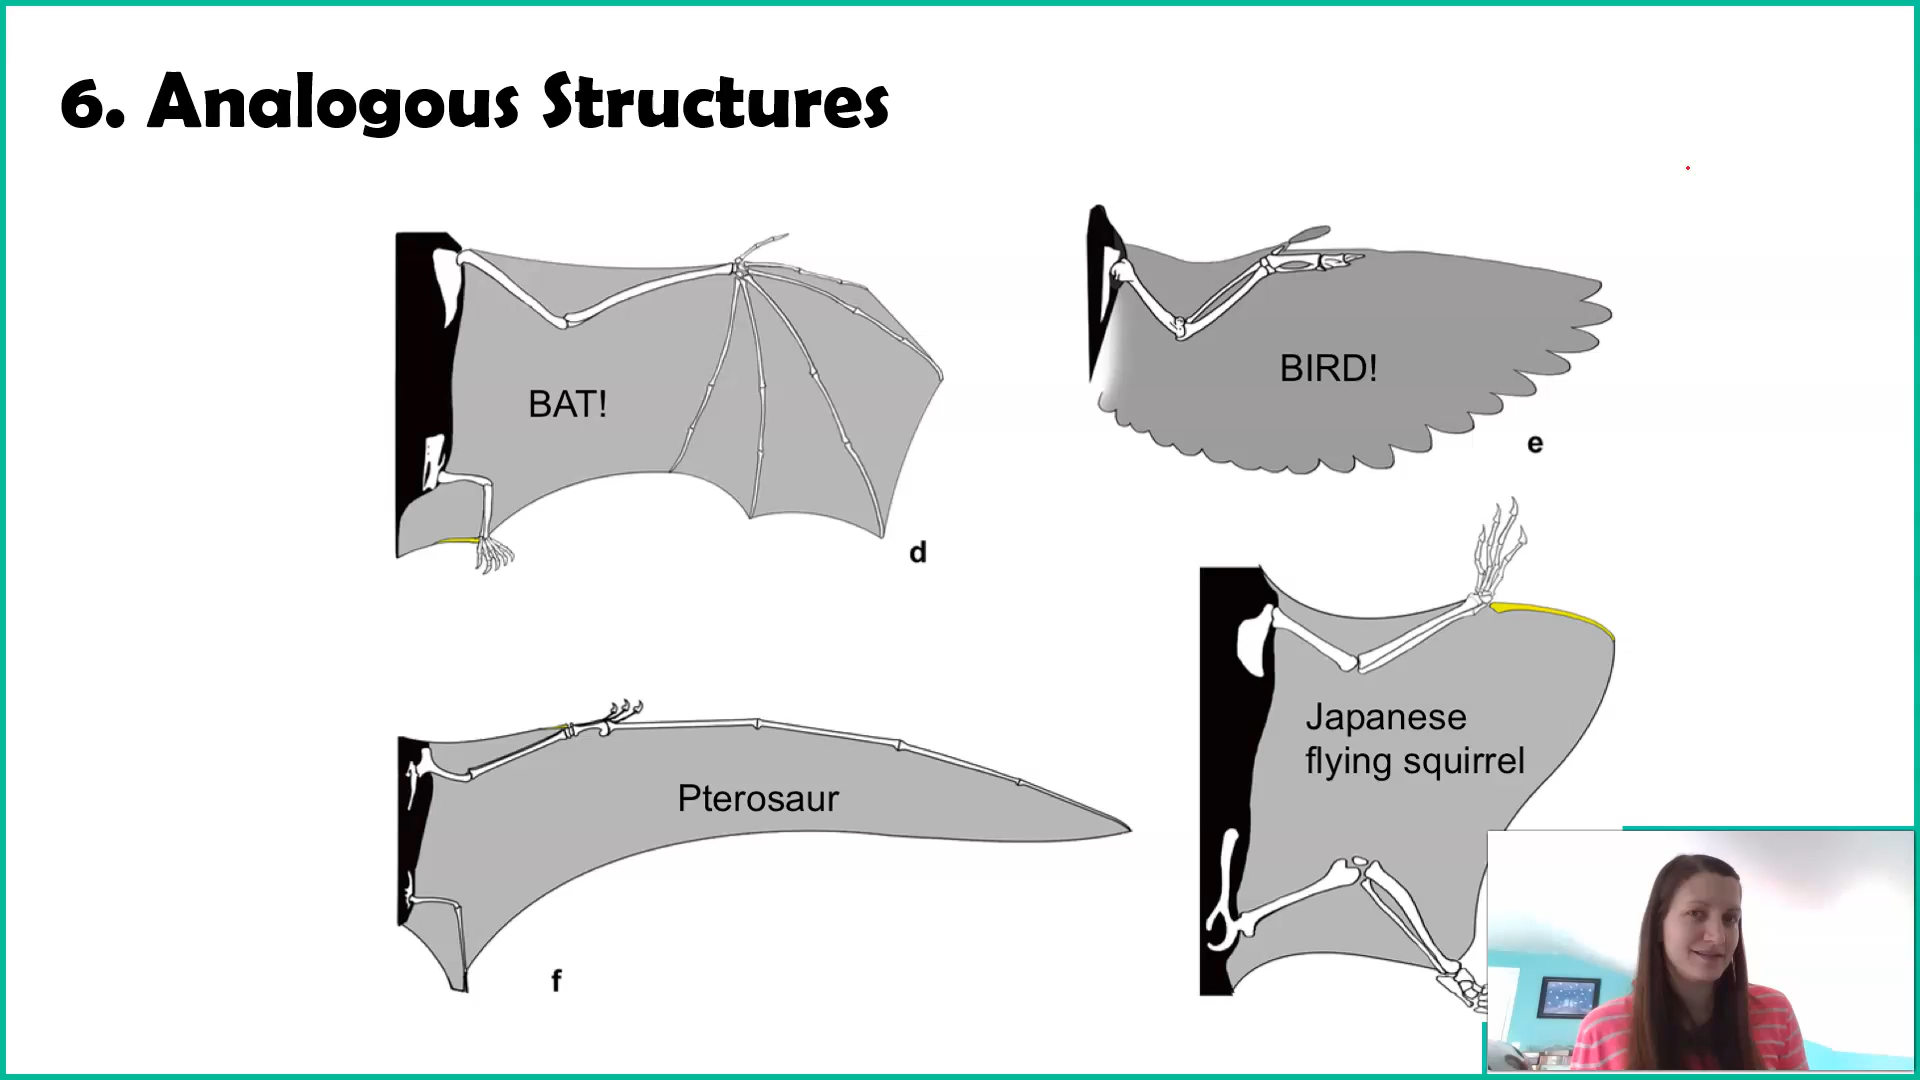 6. Analogous Structures
BAT!
d
BIRD!
e
Pterosaur
f
Japanese
flying squirrel